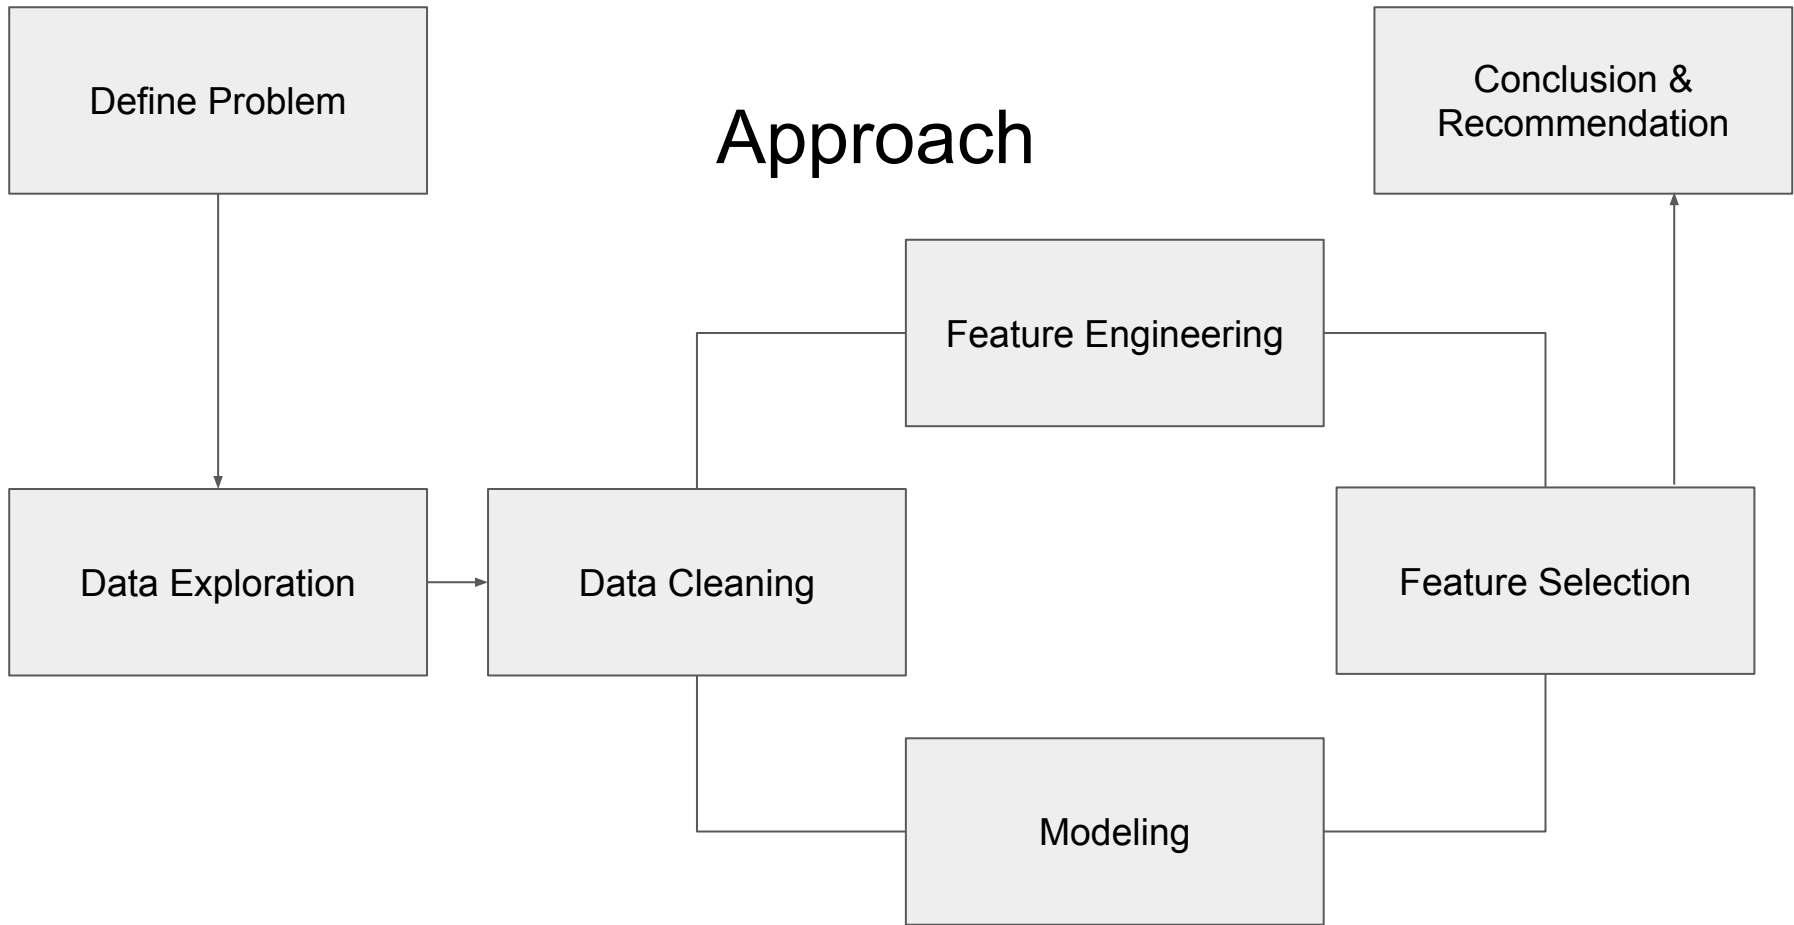 Approach
Define Problem
Data Exploration
Data Cleaning
Feature Engineering
Modeling
Feature Selection
Conclusion &
Recommendation